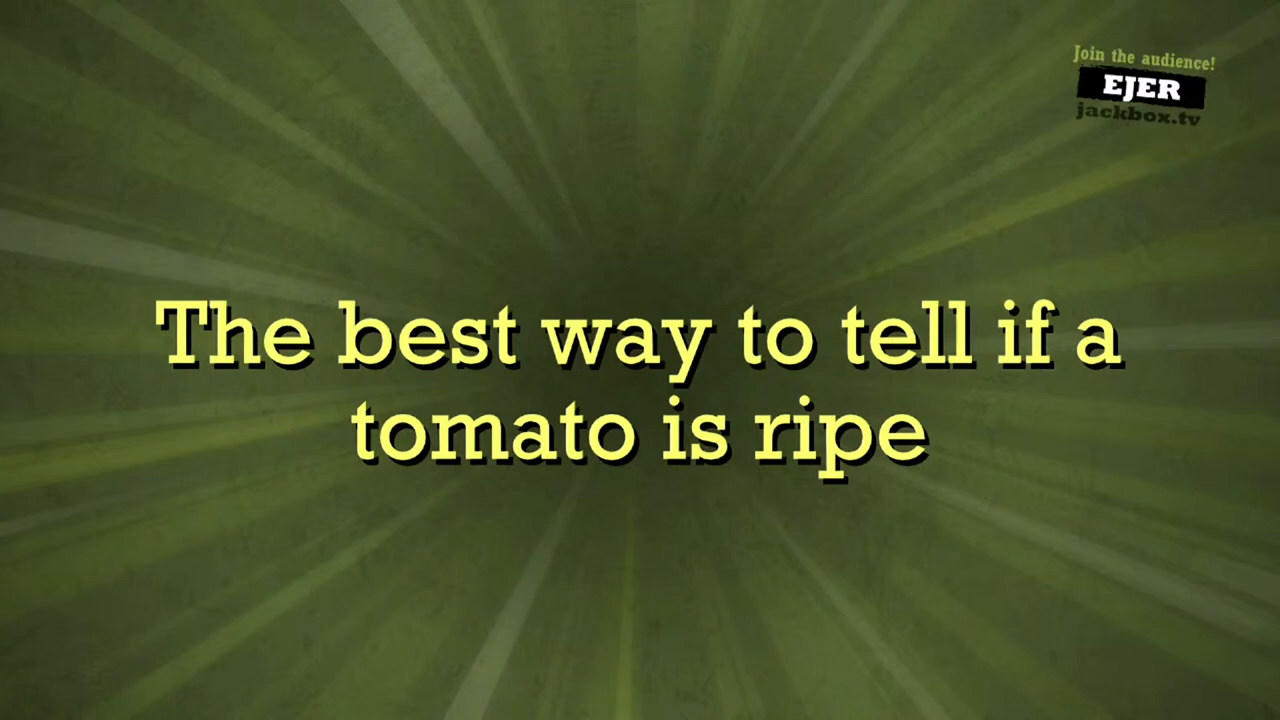 Join the audience!
EJER
jackbox.tv
The best way to tell if a
tomato is ripe